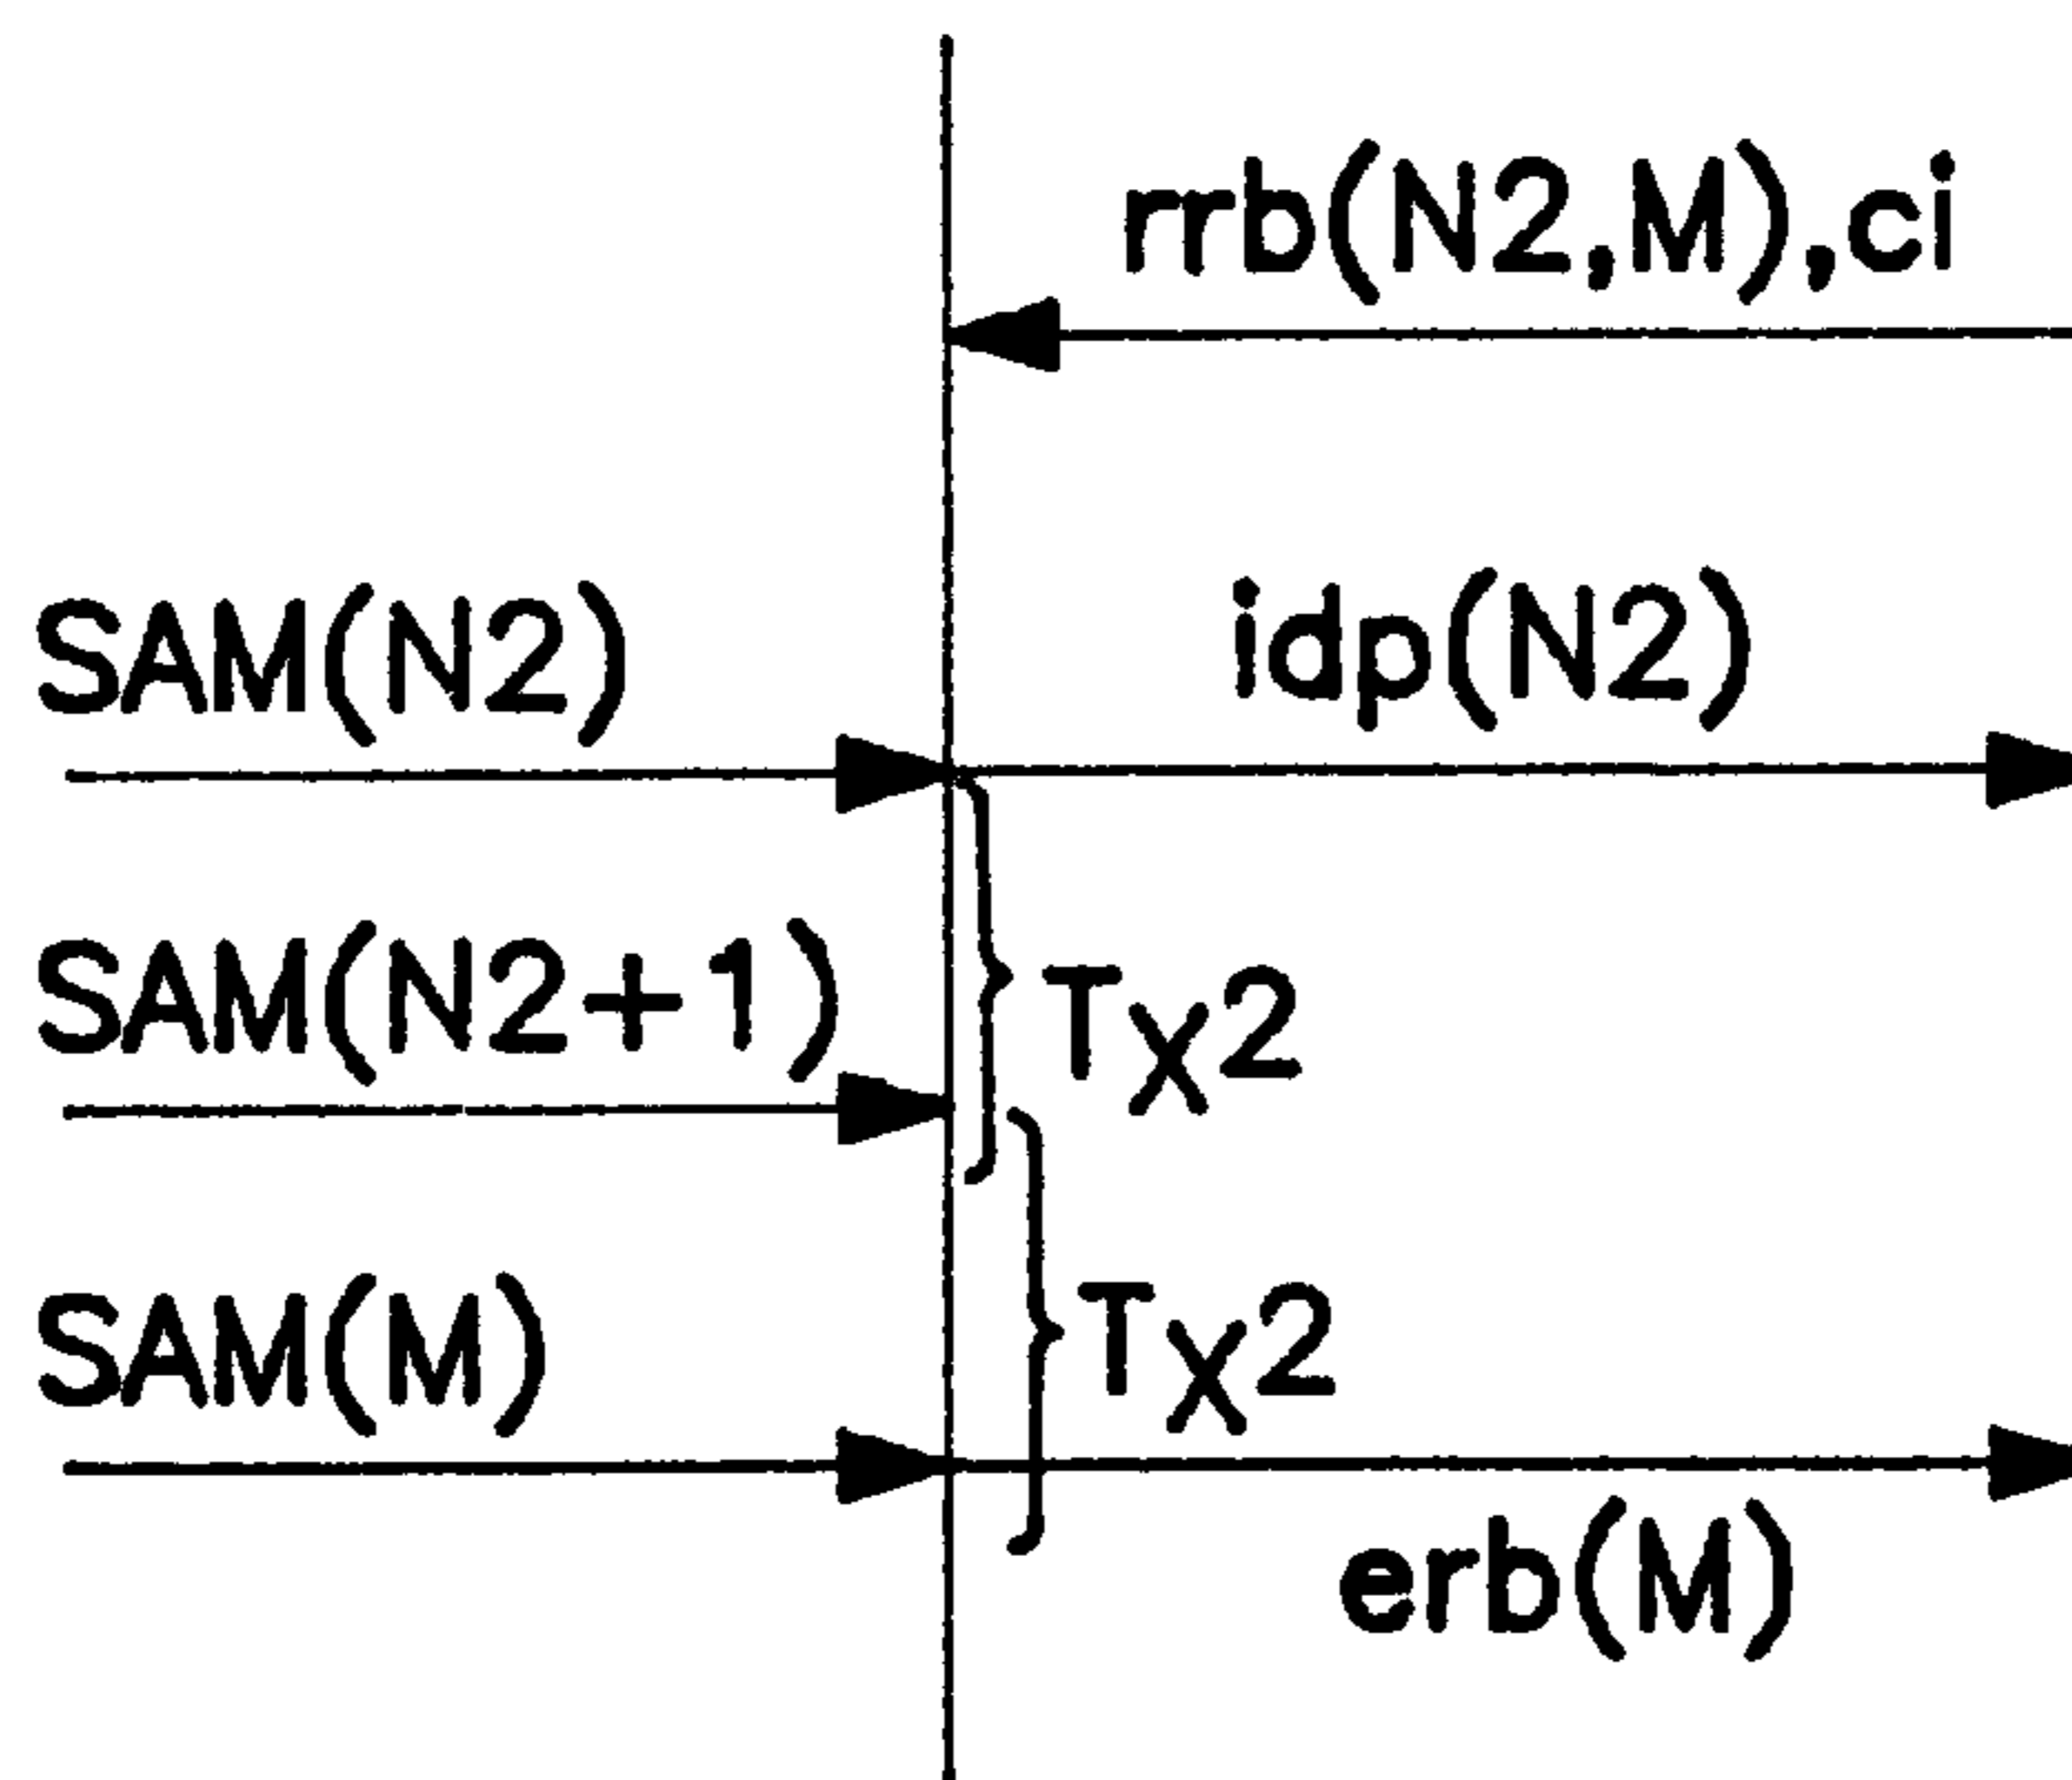 rrb(N2,M),ci
SAM(N2)
idp(N2)
SAM(N2+1)
Tx2
SAM(M)
Tx2
erb(M)